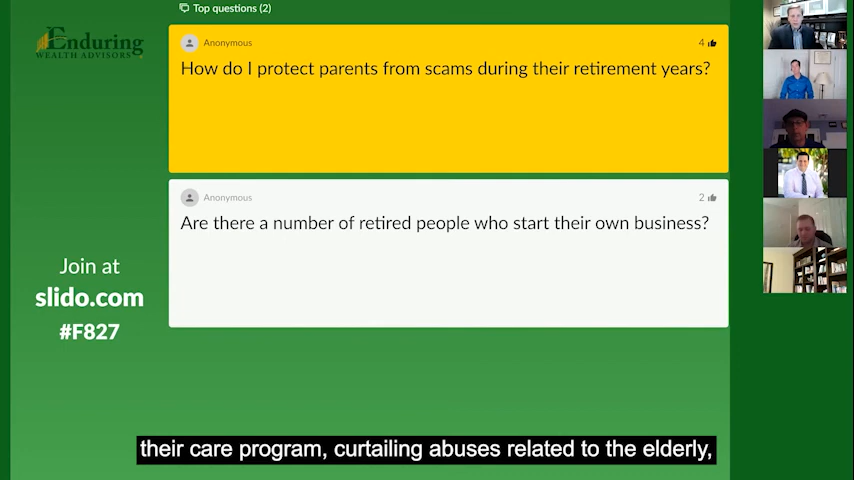 Top questions (2)
Enduring
WEALTH ADVISORS
Anonymous
4
How do I protect parents from scams during their retirement years?
Anonymous
2
Are there a number of retired people who start their own business?
Join at
slido.com
#F827
their care program, curtailing abuses related to the elderly,